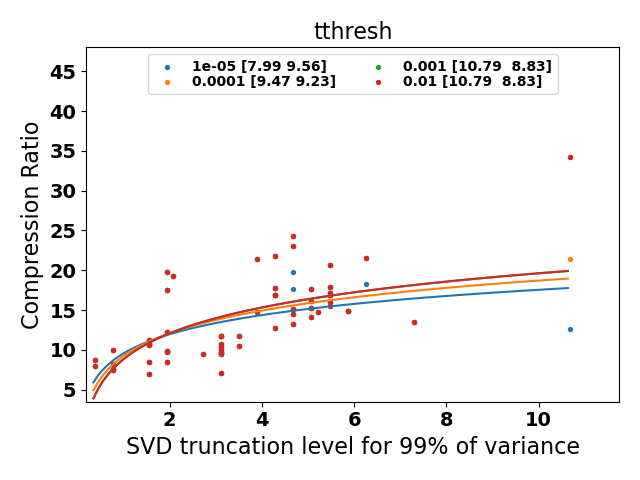 tthresh
1e-05 [7.99 9.56]
0.0001 [9.47 9.23]
0.001 [10.79  8.83]
0.01 [10.79  8.83]
Compression Ratio
45
40
35
30
25
20
15
10
5
2 4 6 8 10
SVD truncation level for 99% of variance